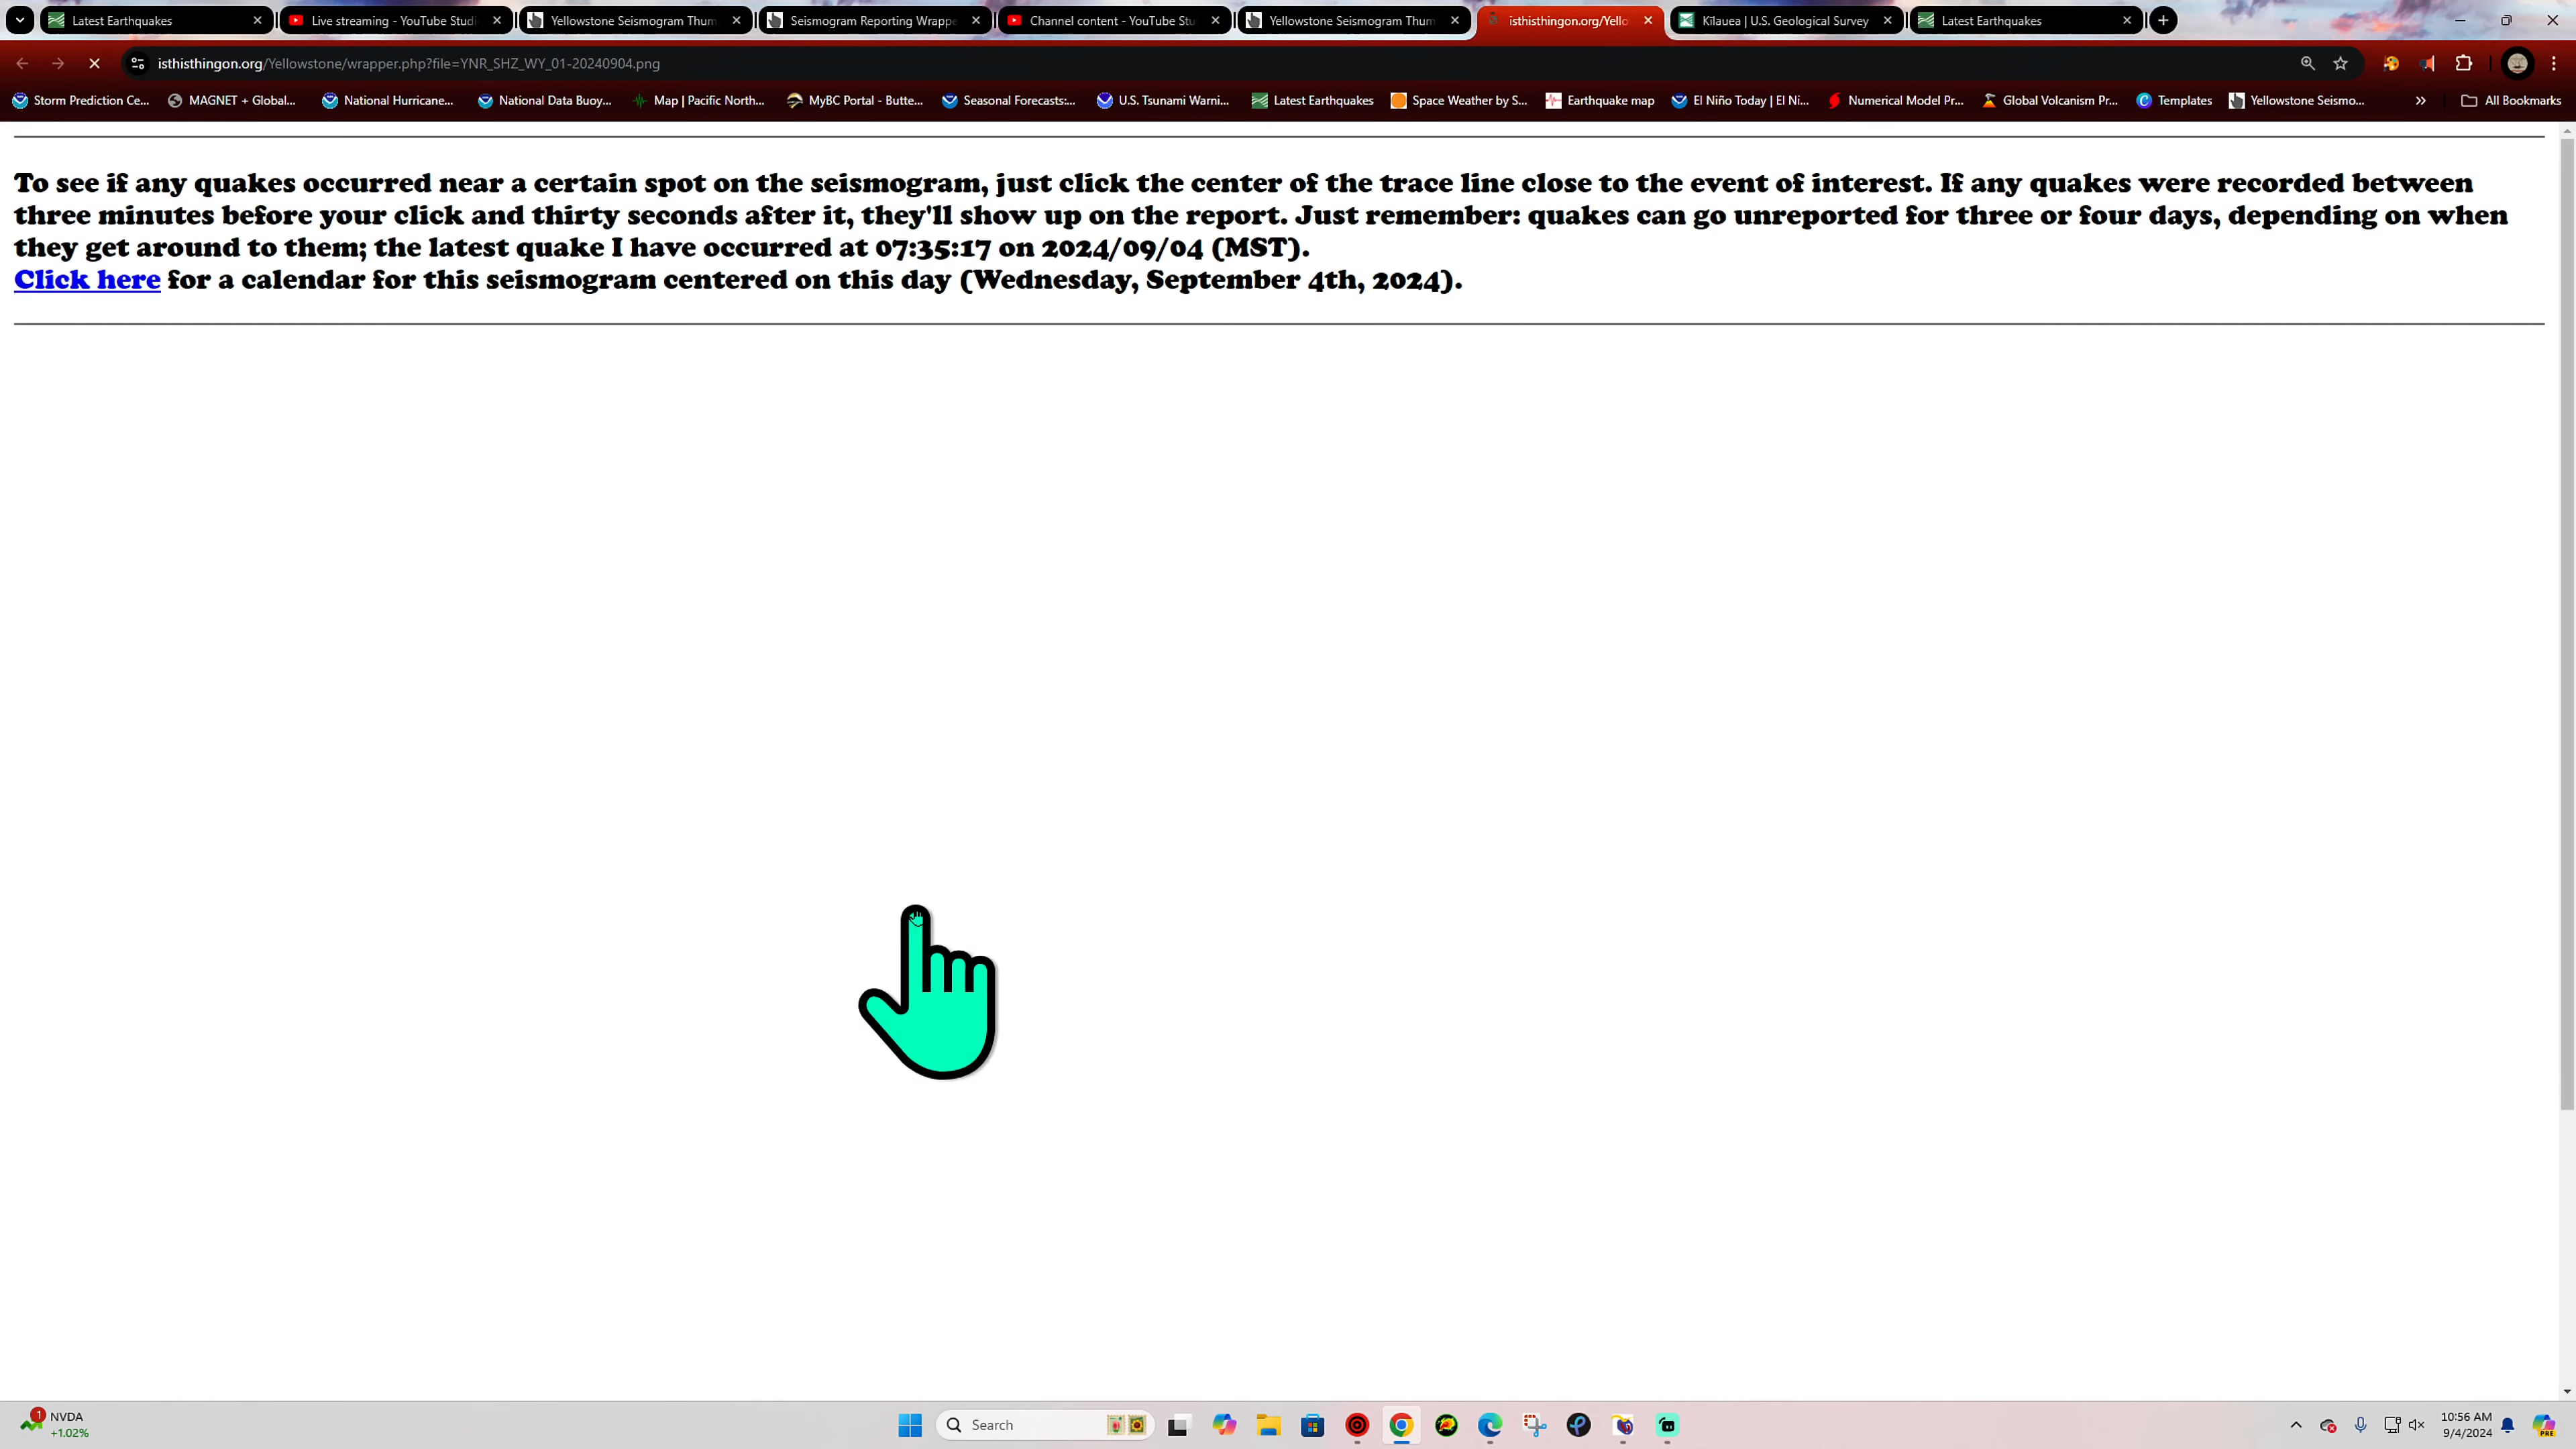 Latest Earthquakes
Live streaming - YouTube Studi
Yellowstone Seismogram Thum
Seismogram Reporting Wrappe
Channel content - YouTube Stu
Yellowstone Seismogram Thum
isthisthingon.org/Yello
Kīlauea | U.S. Geological Survey
Latest Earthquakes
isthisthingon.org/Yellowstone/wrapper.php?file=YNR_SHZ_WY_01-20240904.png
Storm Prediction Ce...
MAGNET + Global...
National Hurricane...
National Data Buoy...
Map | Pacific North...
MyBC Portal - Butte...
Seasonal Forecasts:...
U.S. Tsunami Warni...
Latest Earthquakes
Space Weather by S...
Earthquake map
El Niño Today | El Ni...
Numerical Model Pr...
Global Volcanism Pr...
Templates
Yellowstone Seismo...
All Bookmarks
To see if any quakes occurred near a certain spot on the seismogram, just click the center of the trace line close to the event of interest. If any quakes were recorded between
three minutes before your click and thirty seconds after it, they'll show up on the report. Just remember: quakes can go unreported for three or four days, depending on when
they get around to them; the latest quake I have occurred at 07:35:17 on 2024/09/04 (MST).
Click here for a calendar for this seismogram centered on this day (Wednesday, September 4th, 2024).
1
NVDA
+1.02%
Search
10:56 AM
9/4/2024
PRE